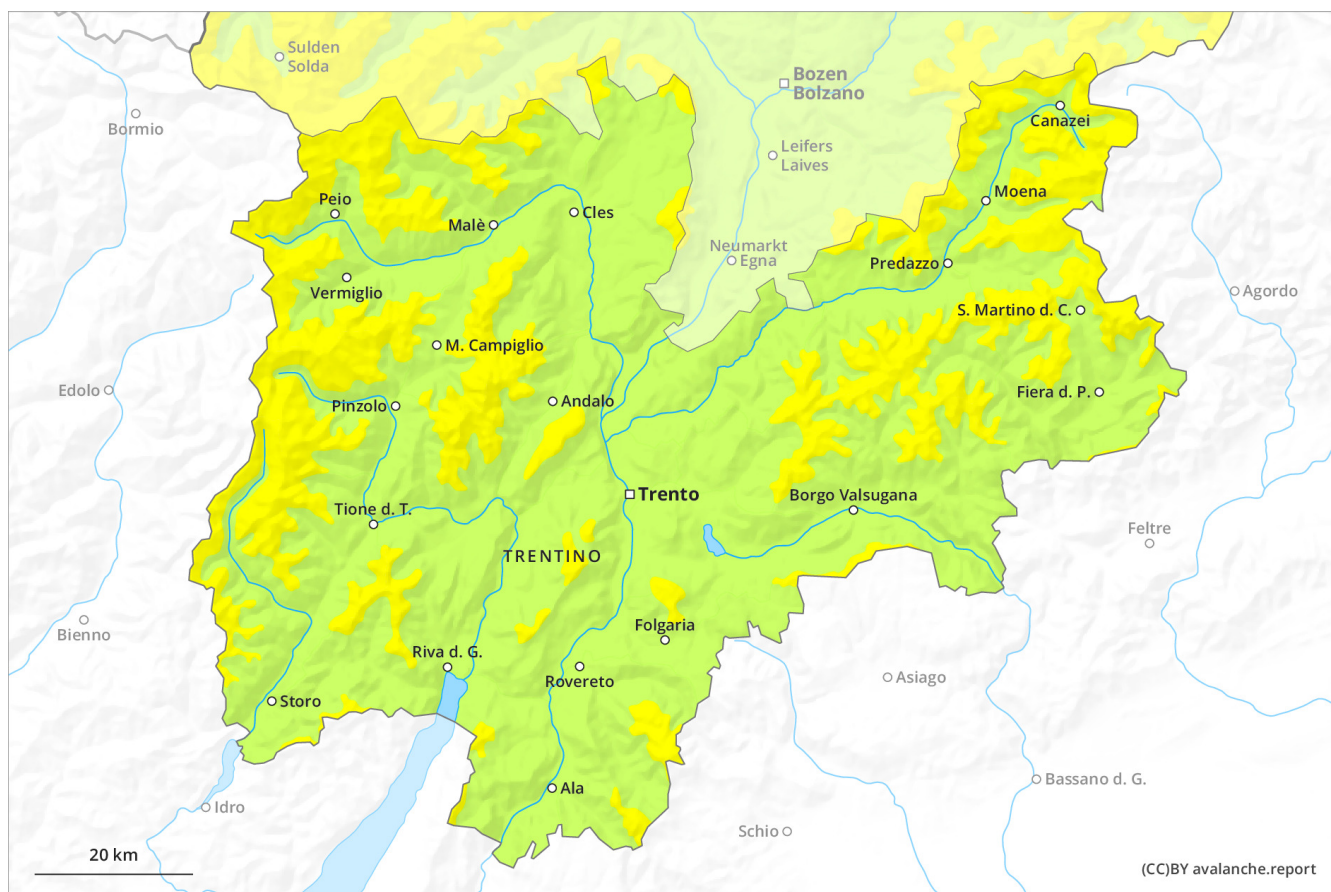 Sulden
Solda
Bozen
Bolzano
Bormio
Canazei
Leifers
Laives
Peio
Moena
Malè
Cles
Neumarkt
Egna
Predazzo
Vermiglio
Agordo
S. Martino d. C.
M. Campiglio
Edolo
Pinzolo
Andalo
Fiera d. P.
Trento
Borgo Valsugana
Tione d. T.
Feltre
TRENTINO
Bienno
Folgaria
Riva d. G.
Rovereto
Asiago
Storo
Bassano d. G.
Ala
Idro
Schio
20 km
(CC)BY avalanche.report